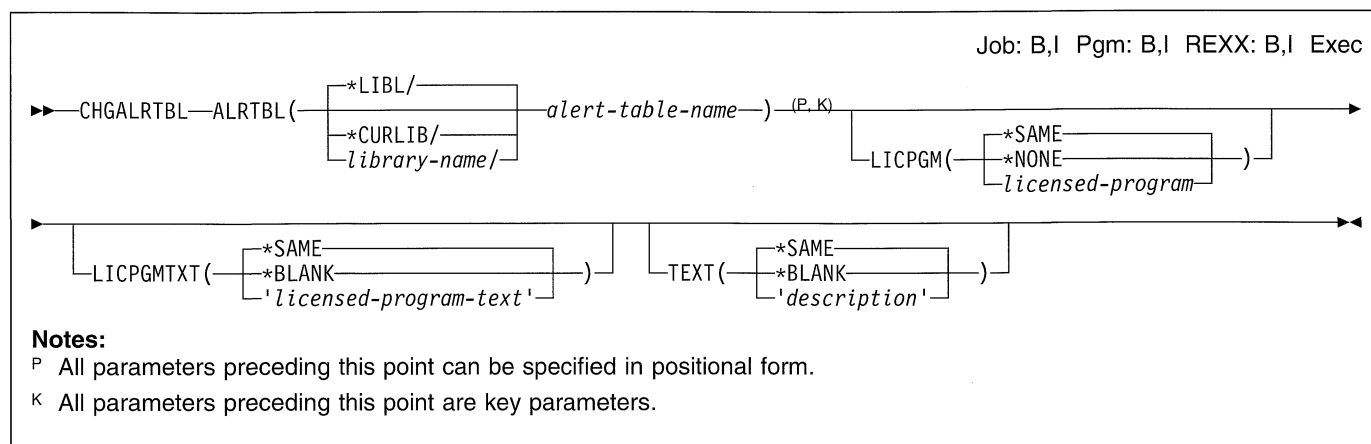 Job: B,I Pgm: B,I REXX: B,I Exec
*LIBL/
CHGALRTBL ALRTBL( alert-table-name ) (P, K)
*CURLIB/
library-name/
*SAME
LICPGM( *NONE )
licensed-program
*SAME
LICPGMTXT( *BLANK )
'licensed-program-text'
*SAME
TEXT( *BLANK )
'description'
Notes:
P All parameters preceding this point can be specified in positional form.
K All parameters preceding this point are key parameters.